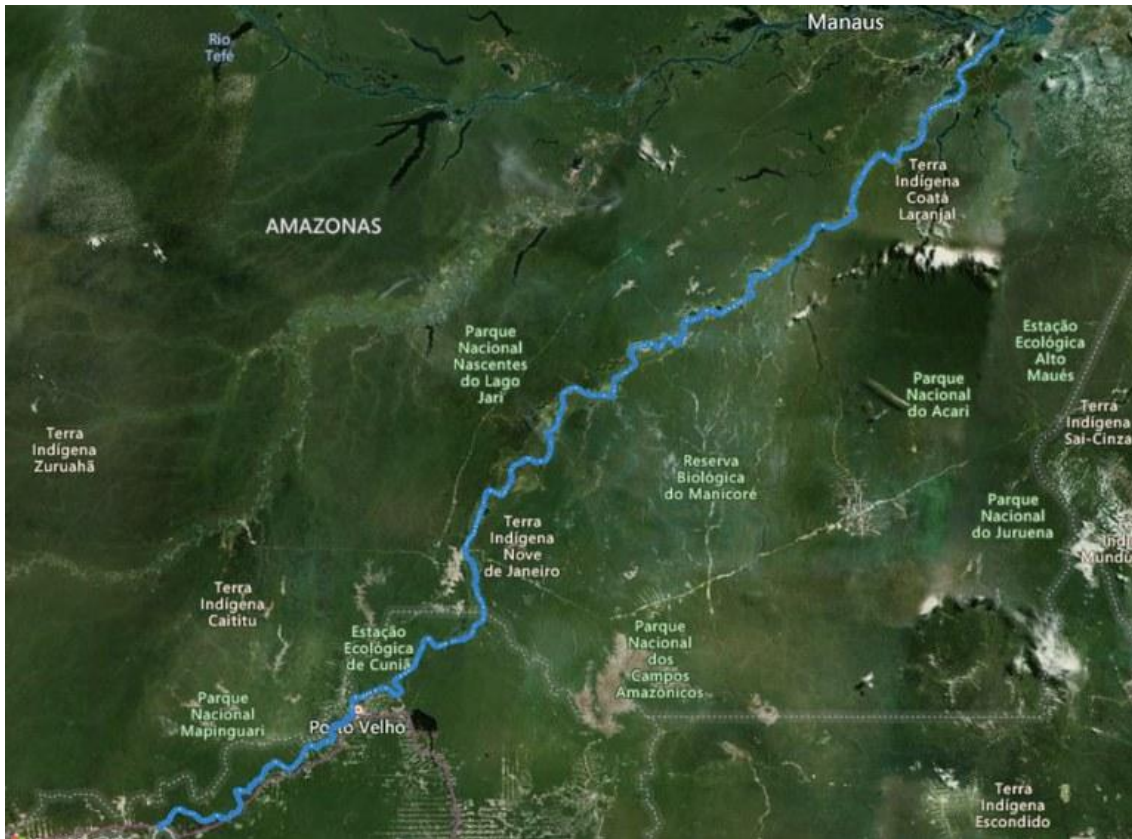 Manaus
Rio
Tefé
Terra
Indígena
Coatá
Laranjal
AMAZONAS
Parque
Nacional
Nascentes
do Lago
Jari
Estação
Ecológica
Alto
Maués
Parque
Nacional
do Acari
Terra
Indígena
Sai-Cinza
Terra
Indígena
Zuruahã
Reserva
Biológica
do Manicoré
Parque
Nacional
do Juruena
Terra
Indígena
Nove
de Janeiro
Terra
Indígena
Caititu
Estação
Ecológica
de Cuniã
Parque
Nacional
dos
Campos
Amazônicos
Parque
Nacional
Mapinguari
Porto Velho
Terra
Indígena
Escondido